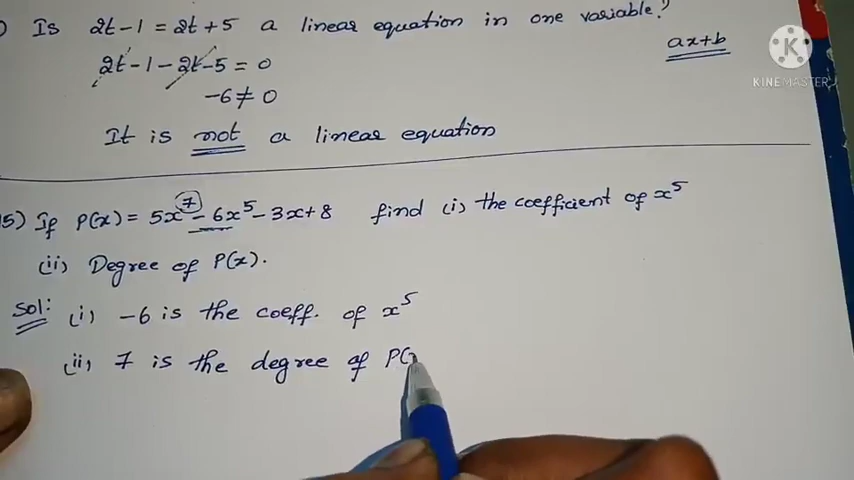 ) Is 2t-1 = 2t+5 a linear equation in one variable?
ax+b
2t-1-2t-5 = 0
-6 ≠ 0
It is not a linear equation
15) If P(x) = 5x⁷ - 6x⁵ - 3x + 8 find (i) the coefficient of x⁵
(ii) Degree of P(x).
Sol: (i) -6 is the coeff. of x⁵
(ii) 7 is the degree of P(
K
KINEMASTER